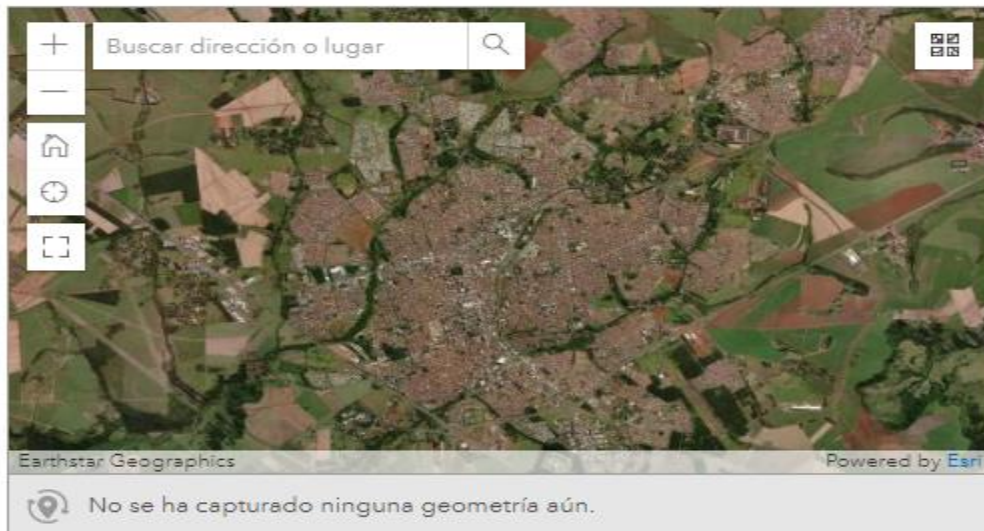 Buscar dirección o lugar
Earthstar Geographics
Powered by Esri
No se ha capturado ninguna geometría aún.